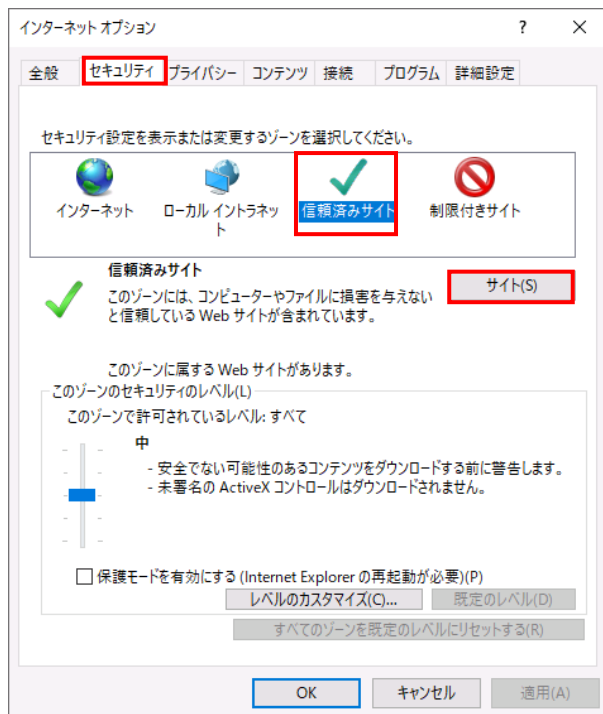 インターネット オプション ? ×
全般 セキュリティ プライバシー コンテンツ 接続 プログラム 詳細設定
セキュリティ設定を表示または変更するゾーンを選択してください。
インターネット ローカル イントラネッ 信頼済みサイト 制限付きサイト
ト
信頼済みサイト
サイト(S)
このゾーンには、コンピューターやファイルに損害を与えない
と信頼している Web サイトが含まれています。
このゾーンに属する Web サイトがあります。
このゾーンのセキュリティのレベル(L)
このゾーンで許可されているレベル: すべて
中
- 安全でない可能性のあるコンテンツをダウンロードする前に警告します。
- 未署名の ActiveX コントロールはダウンロードされません。
保護モードを有効にする (Internet Explorer の再起動が必要)(P)
レベルのカスタマイズ(C)... 既定のレベル(D)
すべてのゾーンを既定のレベルにリセットする(R)
OK キャンセル 適用(A)